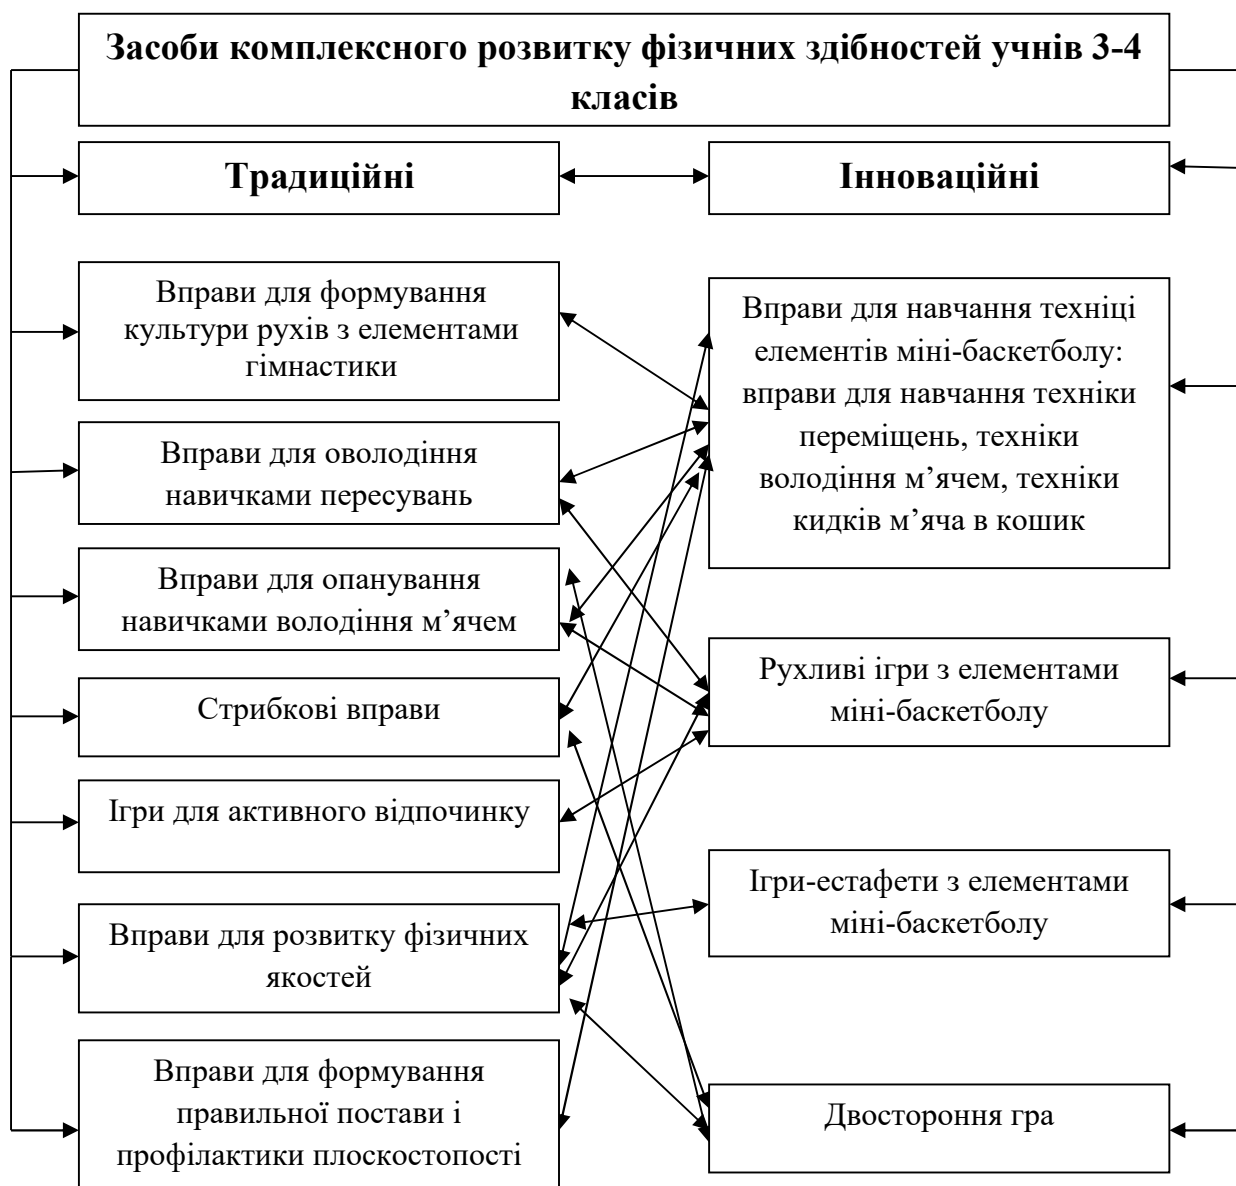 Засоби комплексного розвитку фізичних здібностей учнів 3-4
класів
Традиційні
Інноваційні
Вправи для формування
культури рухів з елементами
гімнастики
Вправи для оволодіння
навичками пересувань
Вправи для опанування
навичками володіння м’ячем
Стрибкові вправи
Ігри для активного відпочинку
Вправи для розвитку фізичних
якостей
Вправи для формування
правильної постави і
профілактики плоскостопості
Вправи для навчання техніці
елементів міні-баскетболу:
вправи для навчання техніки
переміщень, техніки
володіння м’ячем, техніки
кидків м’яча в кошик
Рухливі ігри з елементами
міні-баскетболу
Ігри-естафети з елементами
міні-баскетболу
Двостороння гра